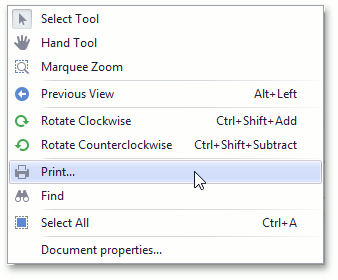 Select Tool
Hand Tool
Marquee Zoom
Previous View Alt+Left
Rotate Clockwise Ctrl+Shift+Add
Rotate Counterclockwise Ctrl+Shift+Subtract
Print...
Find
Select All Ctrl+A
Document properties...